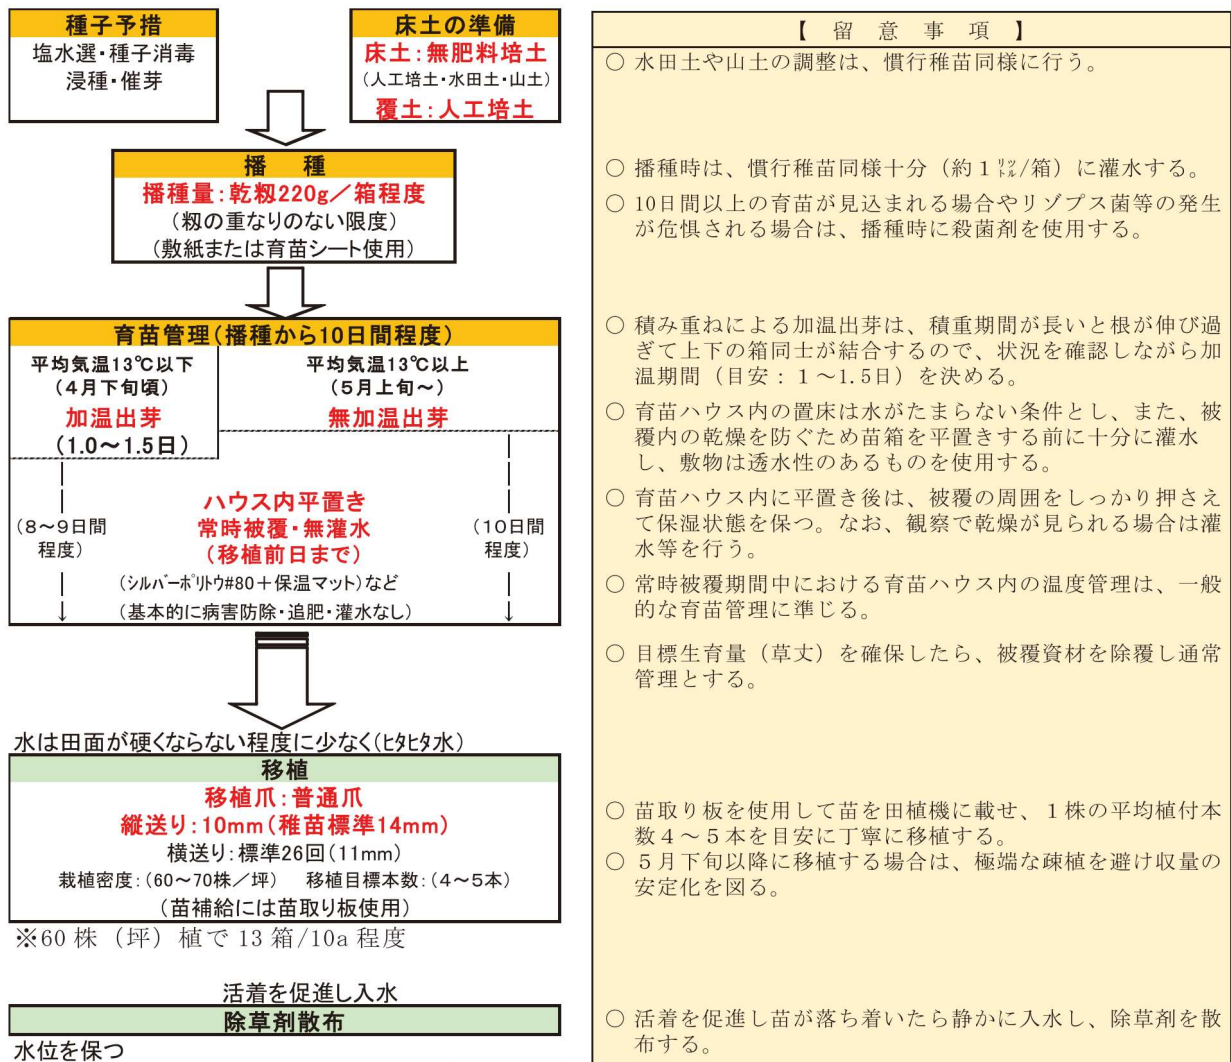 種子予措
塩水選・種子消毒
浸種・催芽
床土の準備
床土：無肥料培土
（人工培土・水田土・山土）
覆土：人工培土
播　種
播種量：乾籾220g／箱程度
（籾の重なりのない限度）
（敷紙または育苗シート使用）
育苗管理（播種から10日間程度）
平均気温13℃以下
（４月下旬頃）
加温出芽
（1.0～1.5日）
平均気温13℃以上
（５月上旬～）
無加温出芽
（8～9日間
程度）
ハウス内平置き
常時被覆・無灌水
（移植前日まで）
（10日間
程度）
（ｼﾙﾊﾞｰﾎﾟﾘﾄｳ#80＋保温マット）など
（基本的に病害防除・追肥・灌水なし）
水は田面が硬くならない程度に少なく（ﾋﾀﾋﾀ水）
移植
移植爪：普通爪
縦送り：10mm（稚苗標準14mm）
横送り：標準26回（11mm）
栽植密度：（60～70株／坪）　移植目標本数：（4～5本）
（苗補給には苗取り板使用）
※60株（坪）植で13箱/10a程度
活着を促進し入水
除草剤散布
水位を保つ
【　留　意　事　項　】
○ 水田土や山土の調整は、慣行稚苗同様に行う。
○ 播種時は、慣行稚苗同様十分（約１㍑/箱）に灌水する。
○ 10日間以上の育苗が見込まれる場合やリゾプス菌等の発生
が危惧される場合は、播種時に殺菌剤を使用する。
○ 積み重ねによる加温出芽は、積重期間が長いと根が伸び過
ぎて上下の箱同士が結合するので、状況を確認しながら加
温期間（目安：１～1.5日）を決める。
○ 育苗ハウス内の置床は水がたまらない条件とし、また、被
覆内の乾燥を防ぐため苗箱を平置きする前に十分に灌水
し、敷物は透水性のあるものを使用する。
○ 育苗ハウス内に平置き後は、被覆の周囲をしっかり押さえ
て保湿状態を保つ。なお、観察で乾燥が見られる場合は灌
水等を行う。
○ 常時被覆期間中における育苗ハウス内の温度管理は、一般
的な育苗管理に準じる。
○ 目標生育量（草丈）を確保したら、被覆資材を除覆し通常
管理とする。
○ 苗取り板を使用して苗を田植機に載せ、１株の平均植付本
数４～５本を目安に丁寧に移植する。
○ ５月下旬以降に移植する場合は、極端な疎植を避け収量の
安定化を図る。
○ 活着を促進し苗が落ち着いたら静かに入水し、除草剤を散
布する。